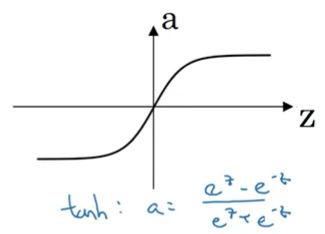 a
z
tanh: a = (e^z - e^-z) / (e^z + e^-z)